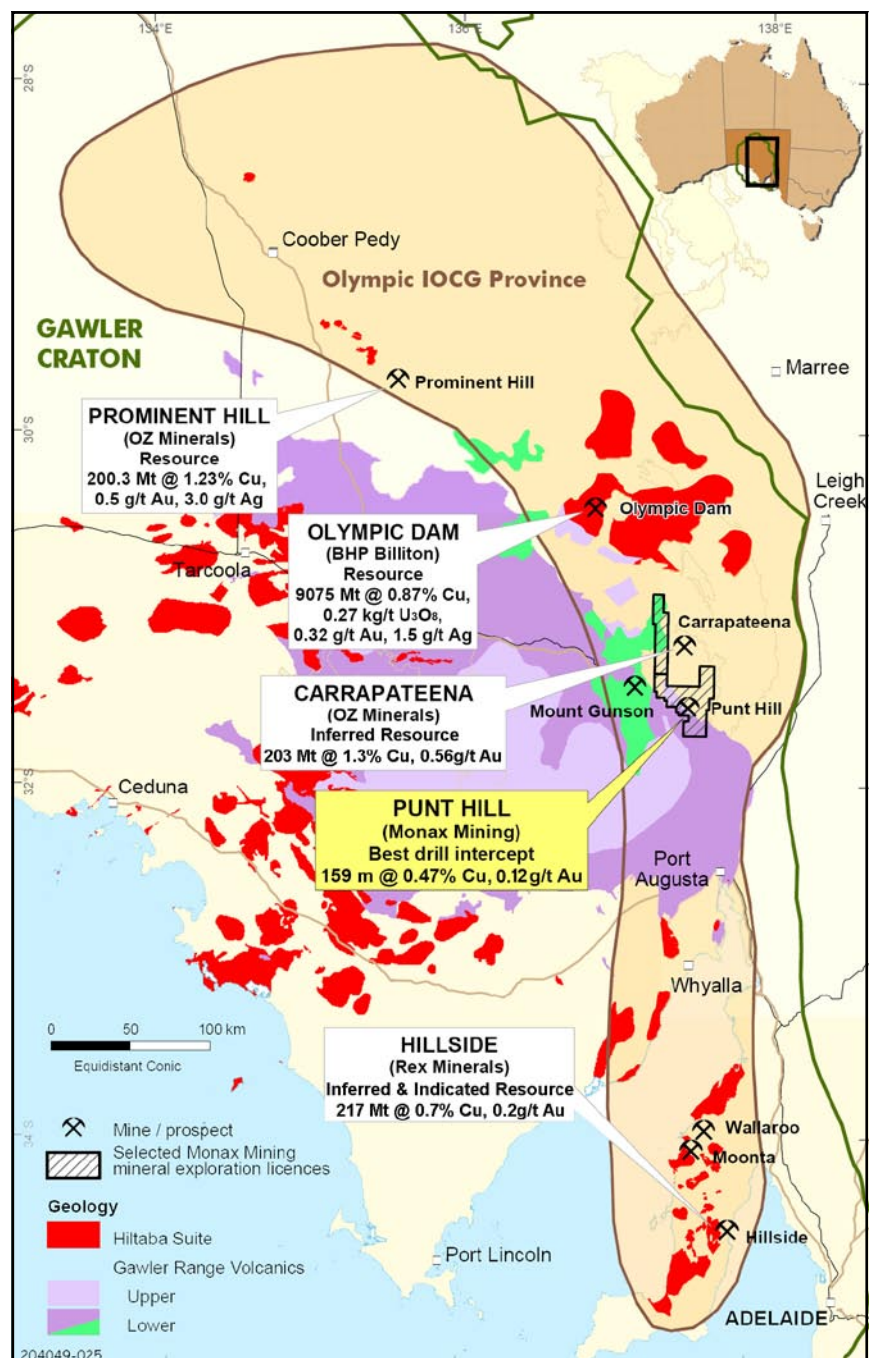 134°E
136°E
138°E
28°S
Coober Pedy
Olympic IOCG Province
GAWLER
CRATON
Marree
Prominent Hill
30°S
PROMINENT HILL
(OZ Minerals)
Resource
200.3 Mt @ 1.23% Cu,
0.5 g/t Au, 3.0 g/t Ag
Leigh
Creek
Olympic Dam
OLYMPIC DAM
(BHP Billiton)
Resource
9075 Mt @ 0.87% Cu,
0.27 kg/t U₃O₈,
0.32 g/t Au, 1.5 g/t Ag
Tarcoola
Carrapateena
CARRAPATEENA
(OZ Minerals)
Inferred Resource
203 Mt @ 1.3% Cu, 0.56g/t Au
Mount Gunson
Punt Hill
32°S
Ceduna
PUNT HILL
(Monax Mining)
Best drill intercept
159 m @ 0.47% Cu, 0.12g/t Au
Port
Augusta
Whyalla
0 50 100 km
Equidistant Conic
HILLSIDE
(Rex Minerals)
Inferred & Indicated Resource
217 Mt @ 0.7% Cu, 0.2g/t Au
34°S
Mine / prospect
Selected Monax Mining
mineral exploration licences
Wallaroo
Moonta
Geology
Hiltaba Suite
Hillside
Gawler Range Volcanics
Port Lincoln
Upper
Lower
ADELAIDE
204049-025